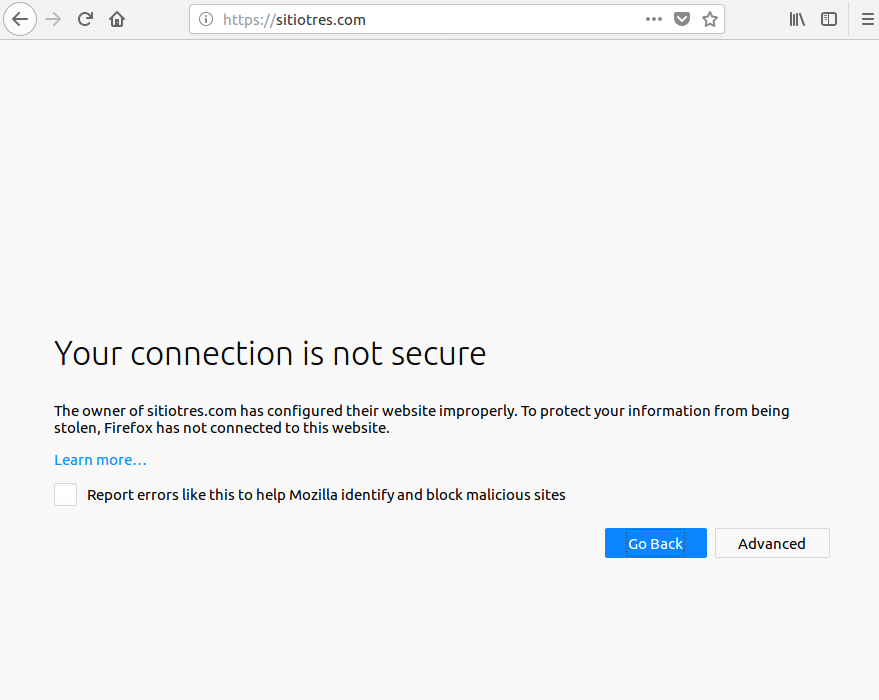 https://sitiotres.com
Your connection is not secure
The owner of sitiotres.com has configured their website improperly. To protect your information from being
stolen, Firefox has not connected to this website.
Learn more…
Report errors like this to help Mozilla identify and block malicious sites
Go Back Advanced